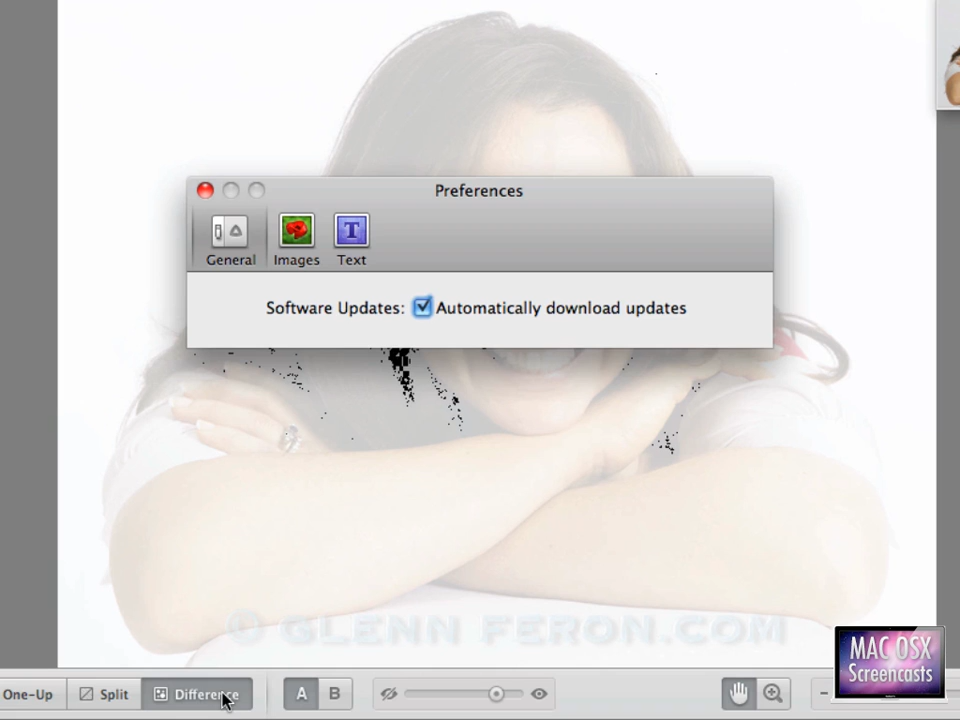 Preferences
General Images Text
Software Updates: Automatically download updates
© GLENN FERON.COM
MAC OSX
Screencasts
One-Up Split Difference A B